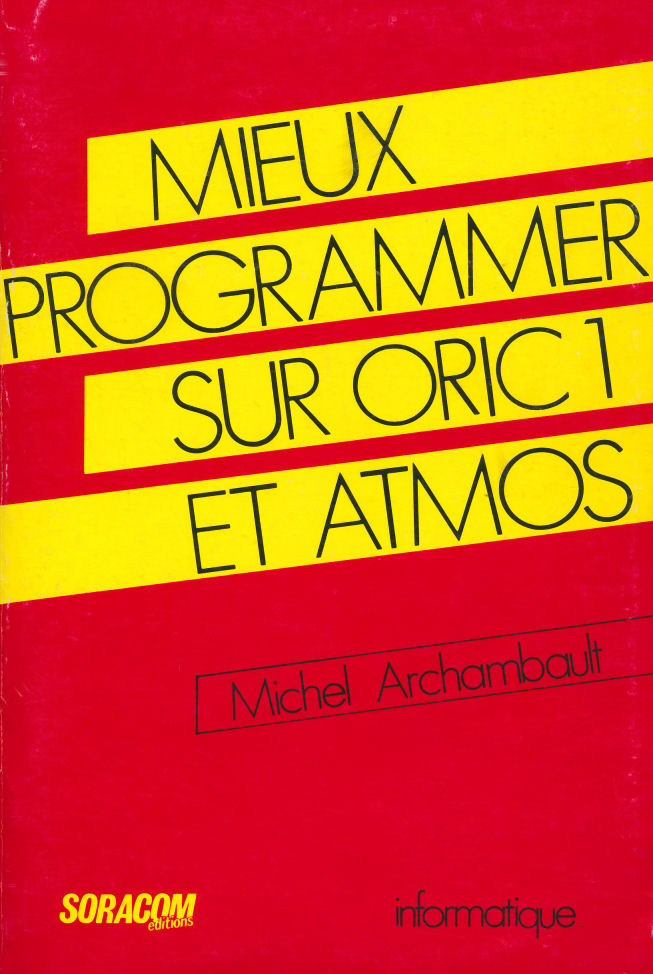 MIEUX
PROGRAMMER
SUR ORIC 1
ET ATMOS
Michel Archambault
SORACOM
éditions
informatique